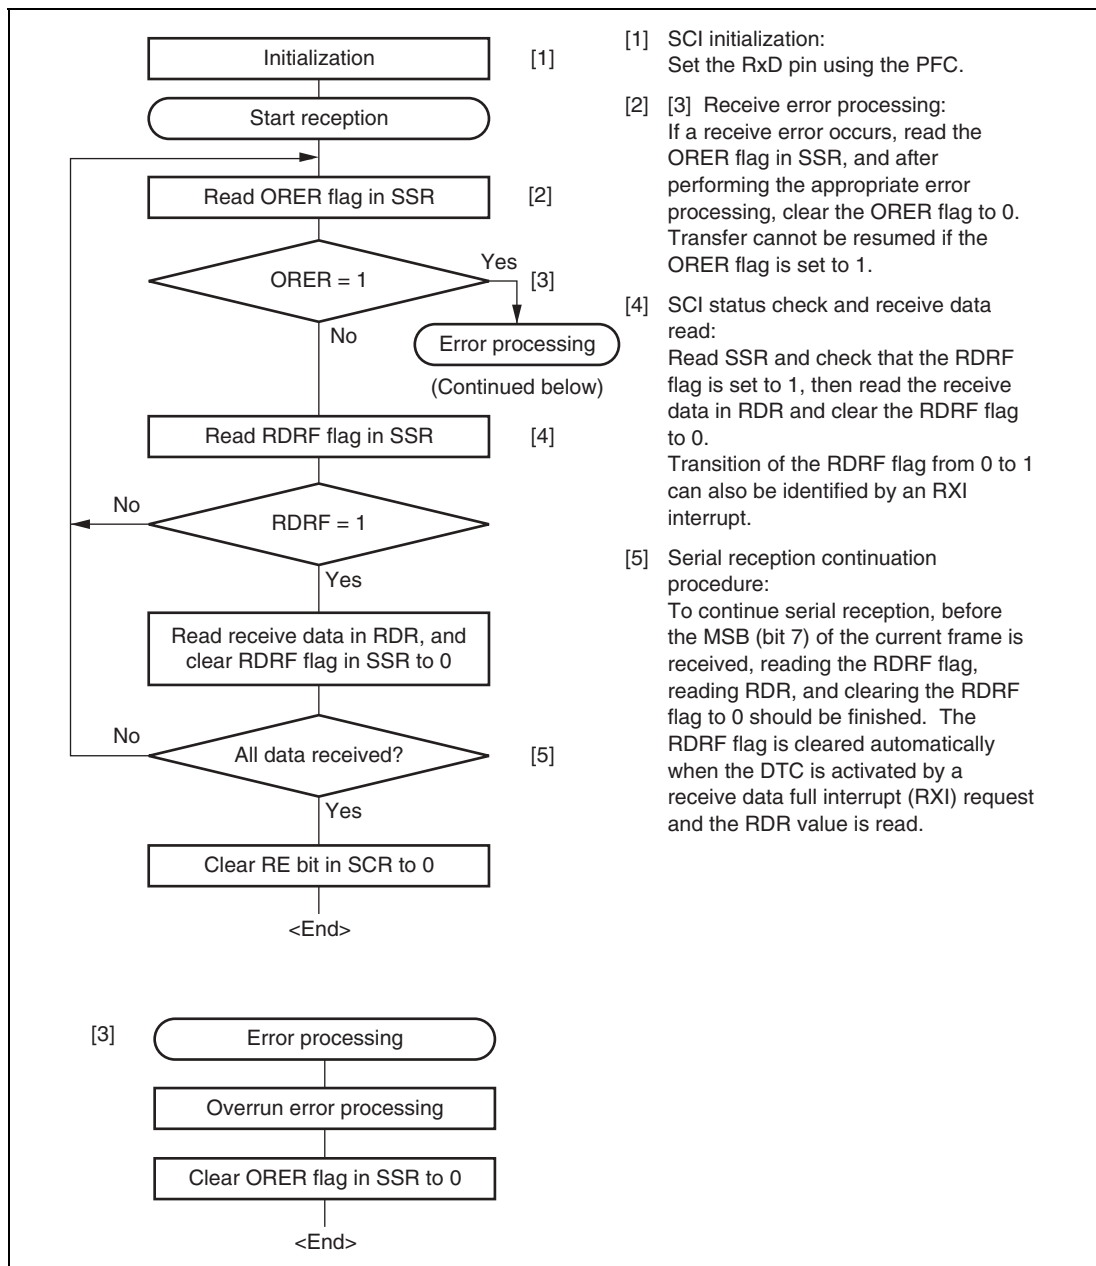 Initialization
[1]
Start reception
Read ORER flag in SSR
[2]
ORER = 1
Yes
[3]
No
Error processing
(Continued below)
Read RDRF flag in SSR
[4]
No
RDRF = 1
Yes
Read receive data in RDR, and
clear RDRF flag in SSR to 0
No
All data received?
[5]
Yes
Clear RE bit in SCR to 0
<End>
[1] SCI initialization:
Set the RxD pin using the PFC.
[2] [3] Receive error processing:
If a receive error occurs, read the
ORER flag in SSR, and after
performing the appropriate error
processing, clear the ORER flag to 0.
Transfer cannot be resumed if the
ORER flag is set to 1.
[4] SCI status check and receive data
read:
Read SSR and check that the RDRF
flag is set to 1, then read the receive
data in RDR and clear the RDRF flag
to 0.
Transition of the RDRF flag from 0 to 1
can also be identified by an RXI
interrupt.
[5] Serial reception continuation
procedure:
To continue serial reception, before
the MSB (bit 7) of the current frame is
received, reading the RDRF flag,
reading RDR, and clearing the RDRF
flag to 0 should be finished. The
RDRF flag is cleared automatically
when the DTC is activated by a
receive data full interrupt (RXI) request
and the RDR value is read.
[3]
Error processing
Overrun error processing
Clear ORER flag in SSR to 0
<End>